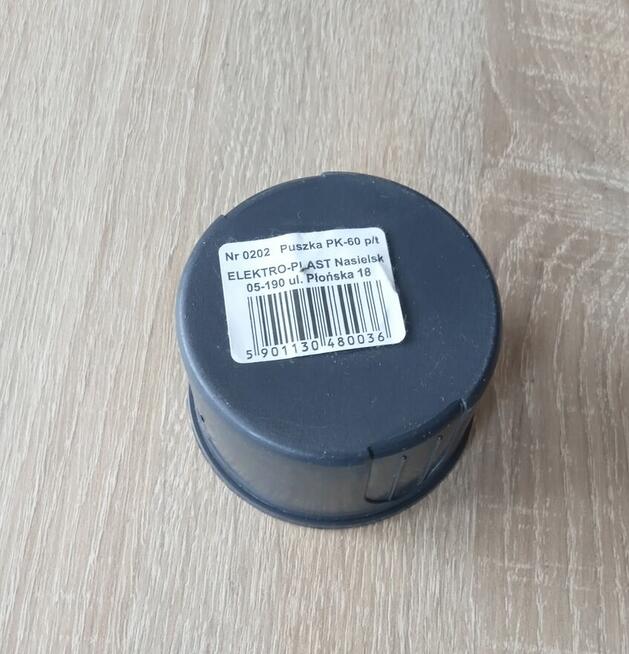 Nr 0202 Puszka PK-60 p/t
ELEKTRO-PLAST Nasielsk
05-190 ul. Płońska 18
5 901130 480036